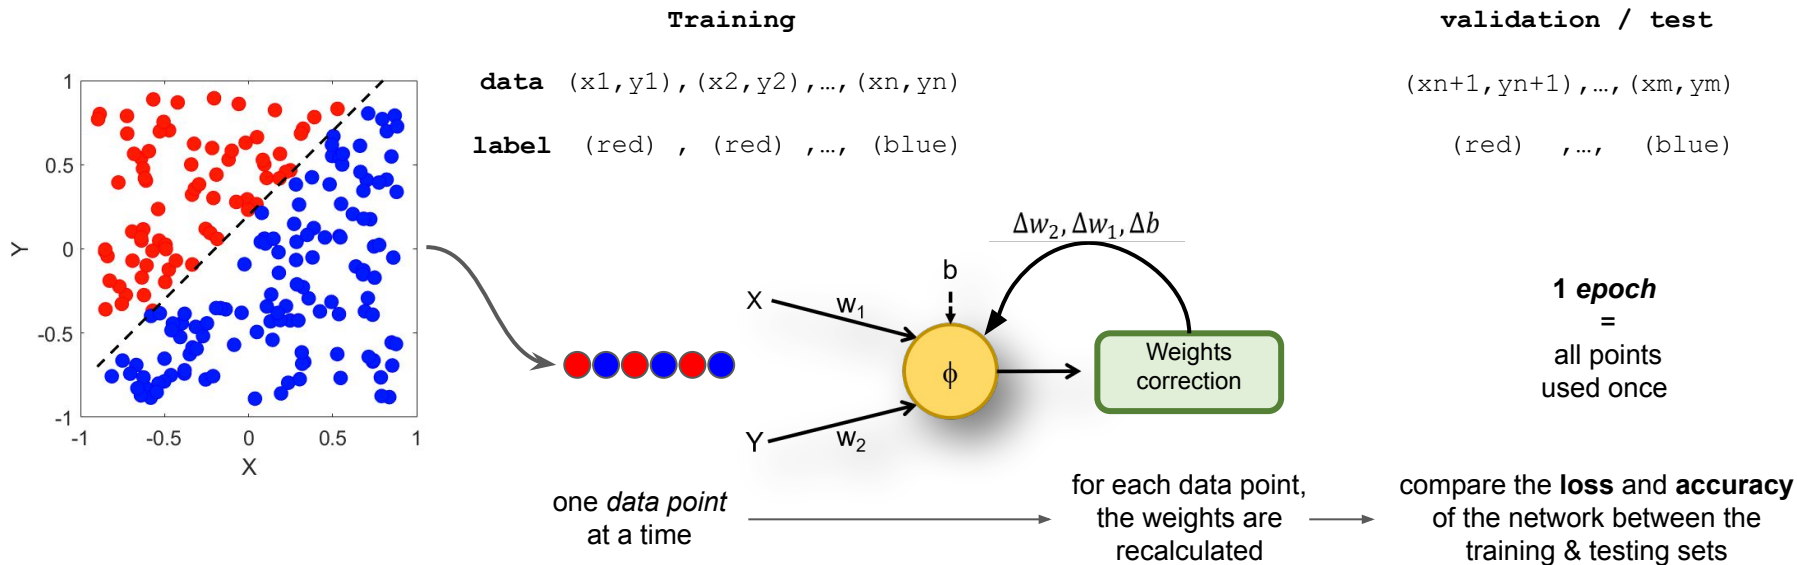 Training
validation / test
data (x1,y1),(x2,y2),…,(xn,yn)
(xn+1,yn+1),…,(xm,ym)
label (red) , (red) ,…, (blue)
(red) ,…, (blue)
1
0.5
0
-0.5
-1
Y
-1 -0.5 0 0.5 1
X
Δw₂, Δw₁, Δb
b
X
w₁
ϕ
Y
w₂
Weights
correction
1 epoch
=
all points
used once
one data point
at a time
for each data point,
the weights are
recalculated
compare the loss and accuracy
of the network between the
training & testing sets